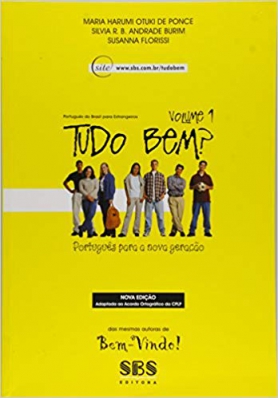 MARIA HARUMI OTUKI DE PONCE
SILVIA R. B. ANDRADE BURIM
SUSANNA FLORISSI
site www.sbs.com.br/tudobem
Português do Brasil para Estrangeiros
VOLUME 1
TUDO BEM?
Português para a nova geração
NOVA EDIÇÃO
Adaptada ao Acordo Ortográfico da CPLP
das mesmas autoras de
Bem-Vindo!
SBS
EDITORA